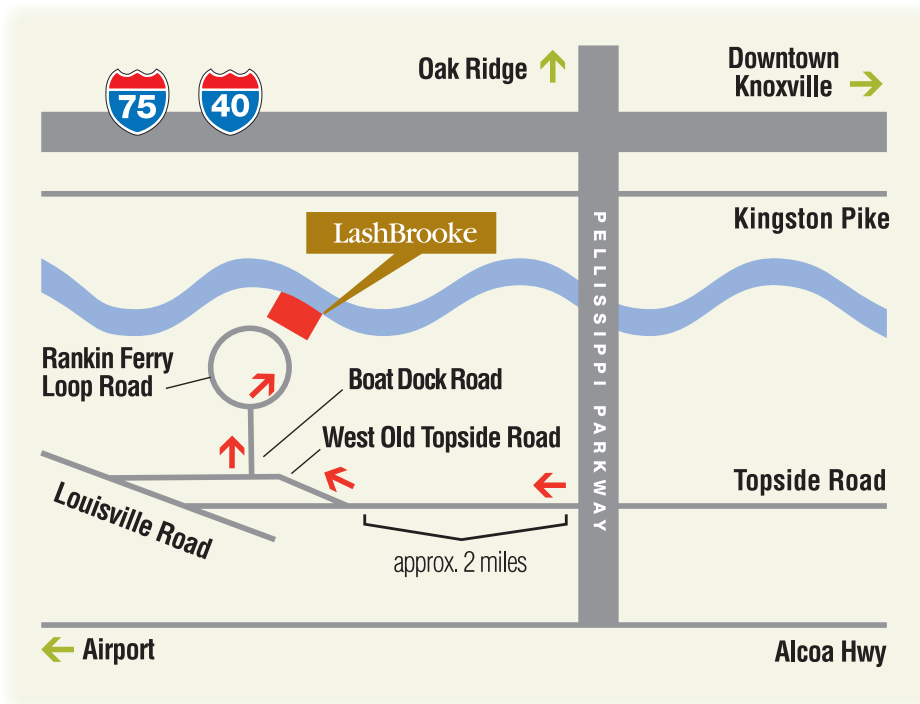 Oak Ridge
Downtown
Knoxville
75
40
Kingston Pike
LashBrooke
PELLISSIPPI PARKWAY
Rankin Ferry
Loop Road
Boat Dock Road
West Old Topside Road
Topside Road
Louisville Road
approx. 2 miles
Airport
Alcoa Hwy